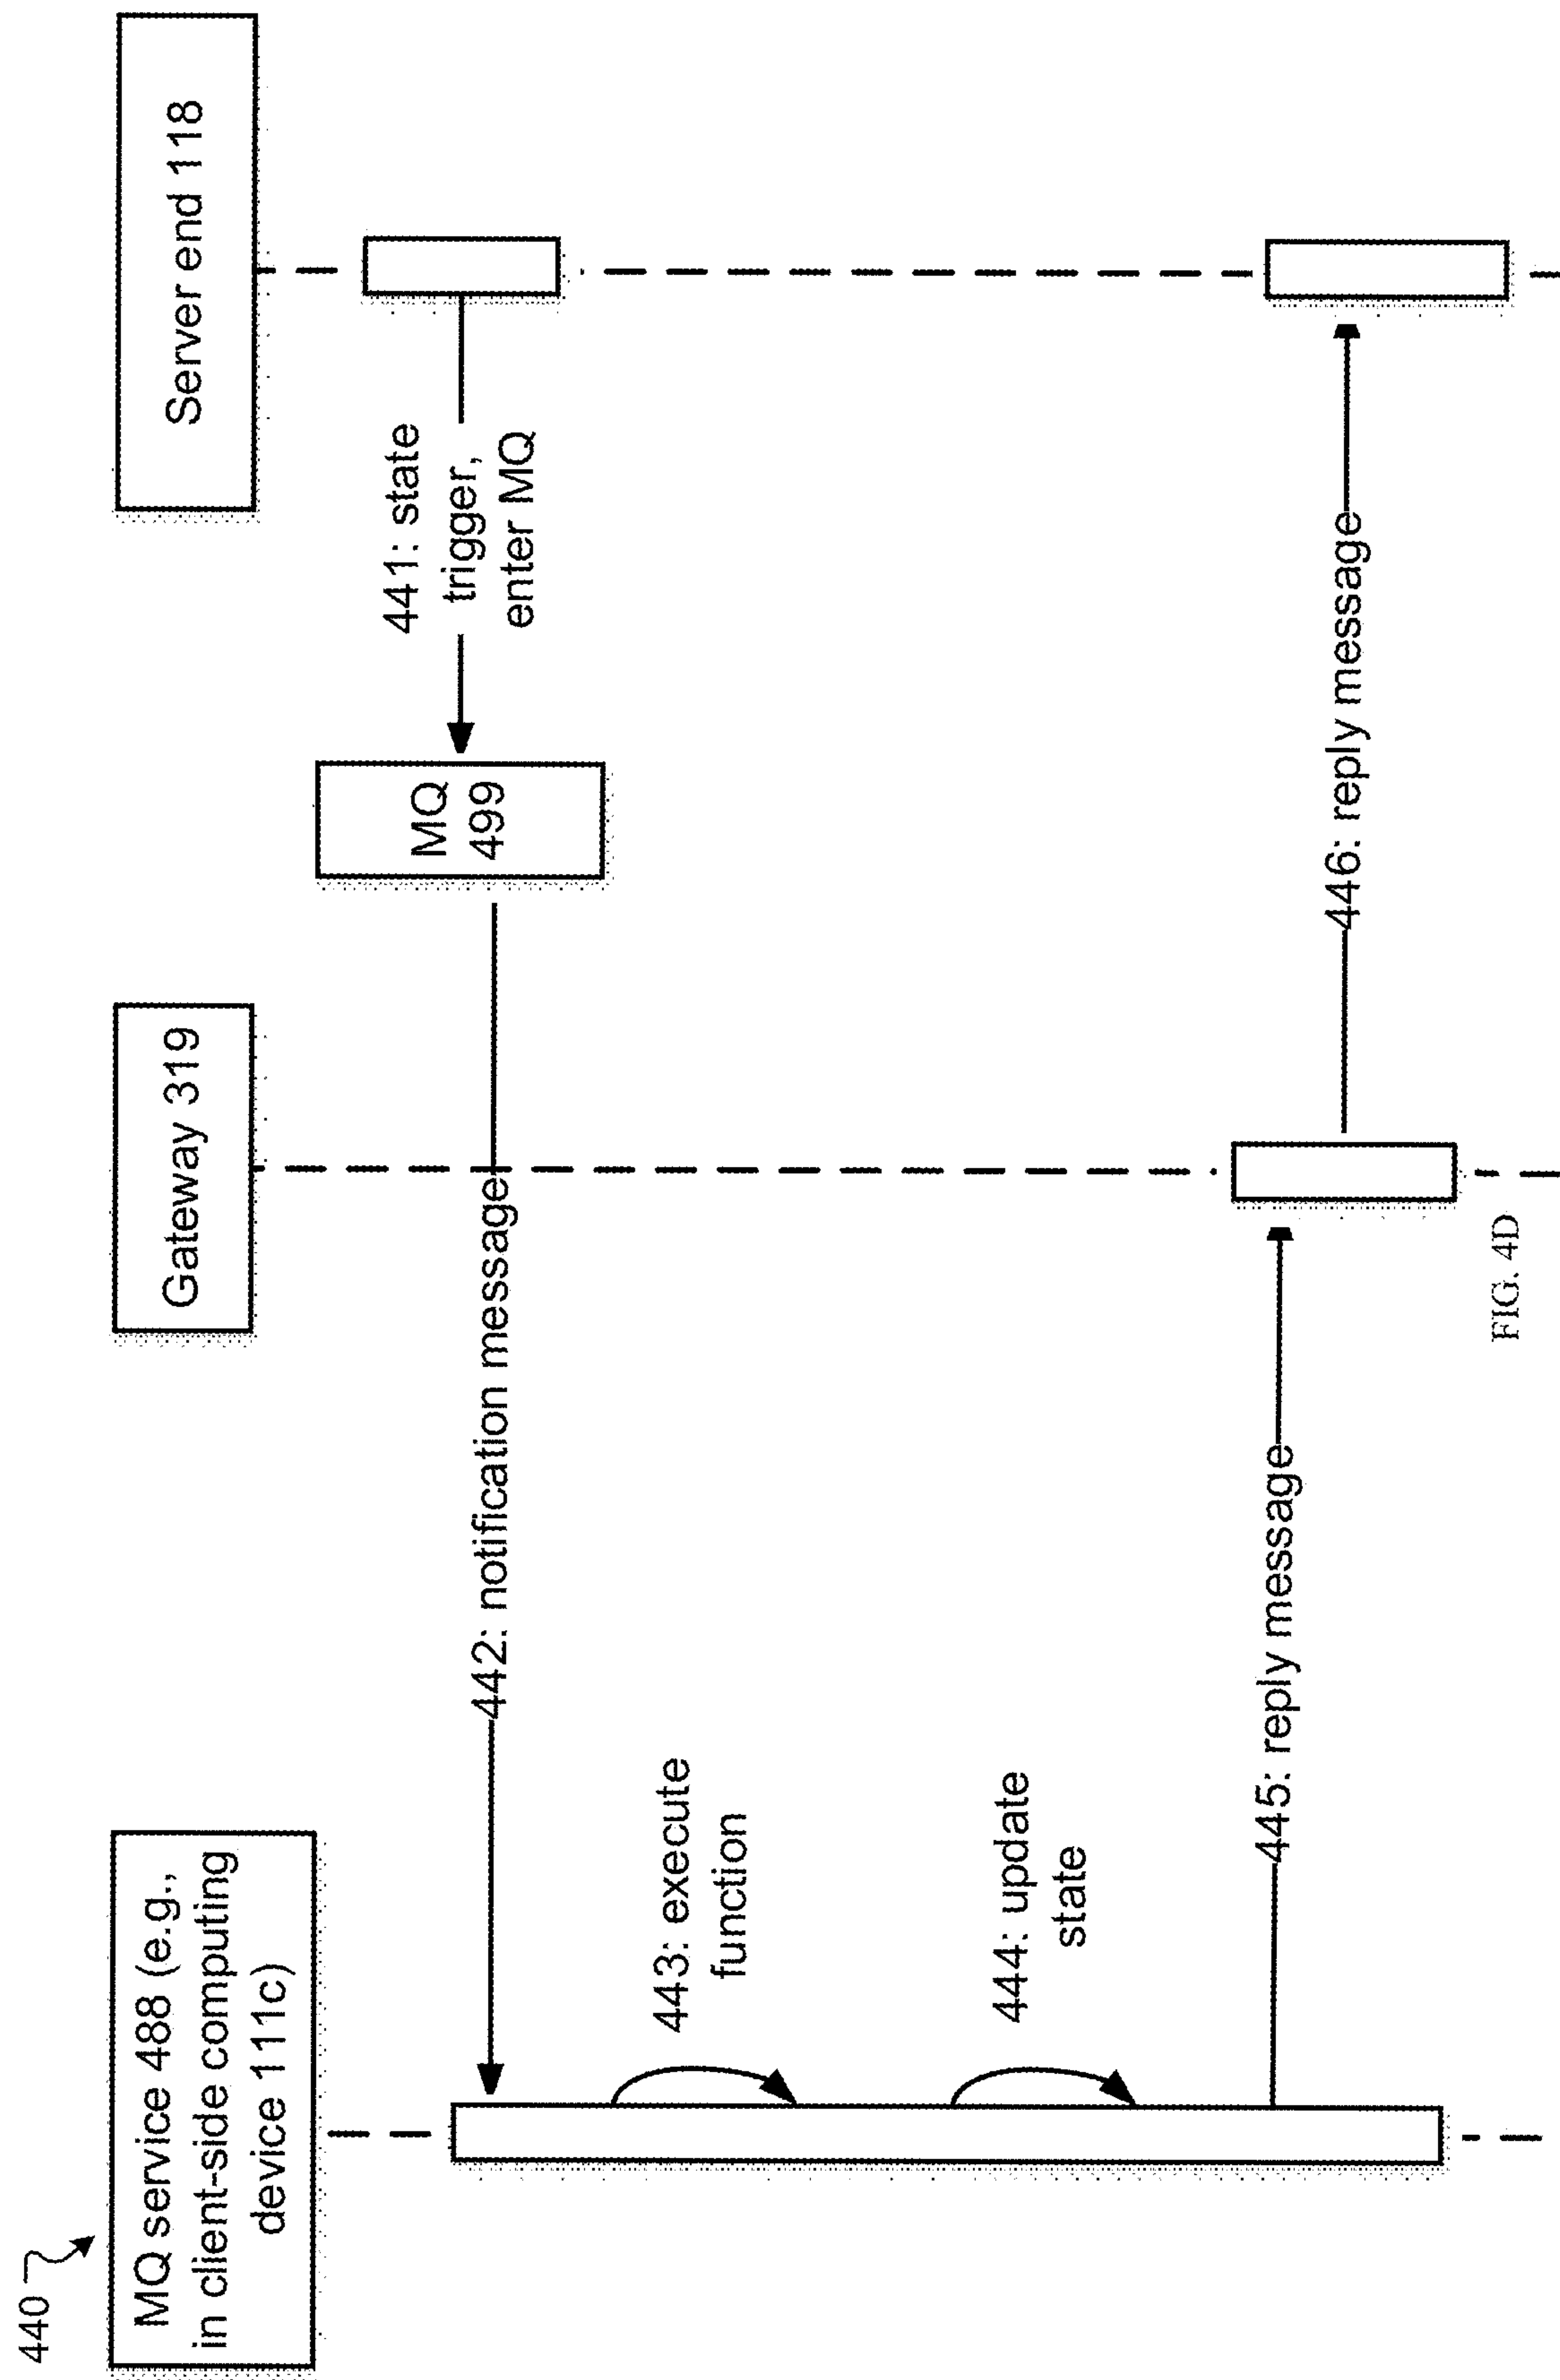 440
MQ service 488 (e.g.,
in client-side computing
device 111c)
Gateway 319
Server end 118
441: state
trigger,
enter MQ
MQ
499
442: notification message
443: execute
function
444: update
state
445: reply message
446: reply message
FIG. 4D